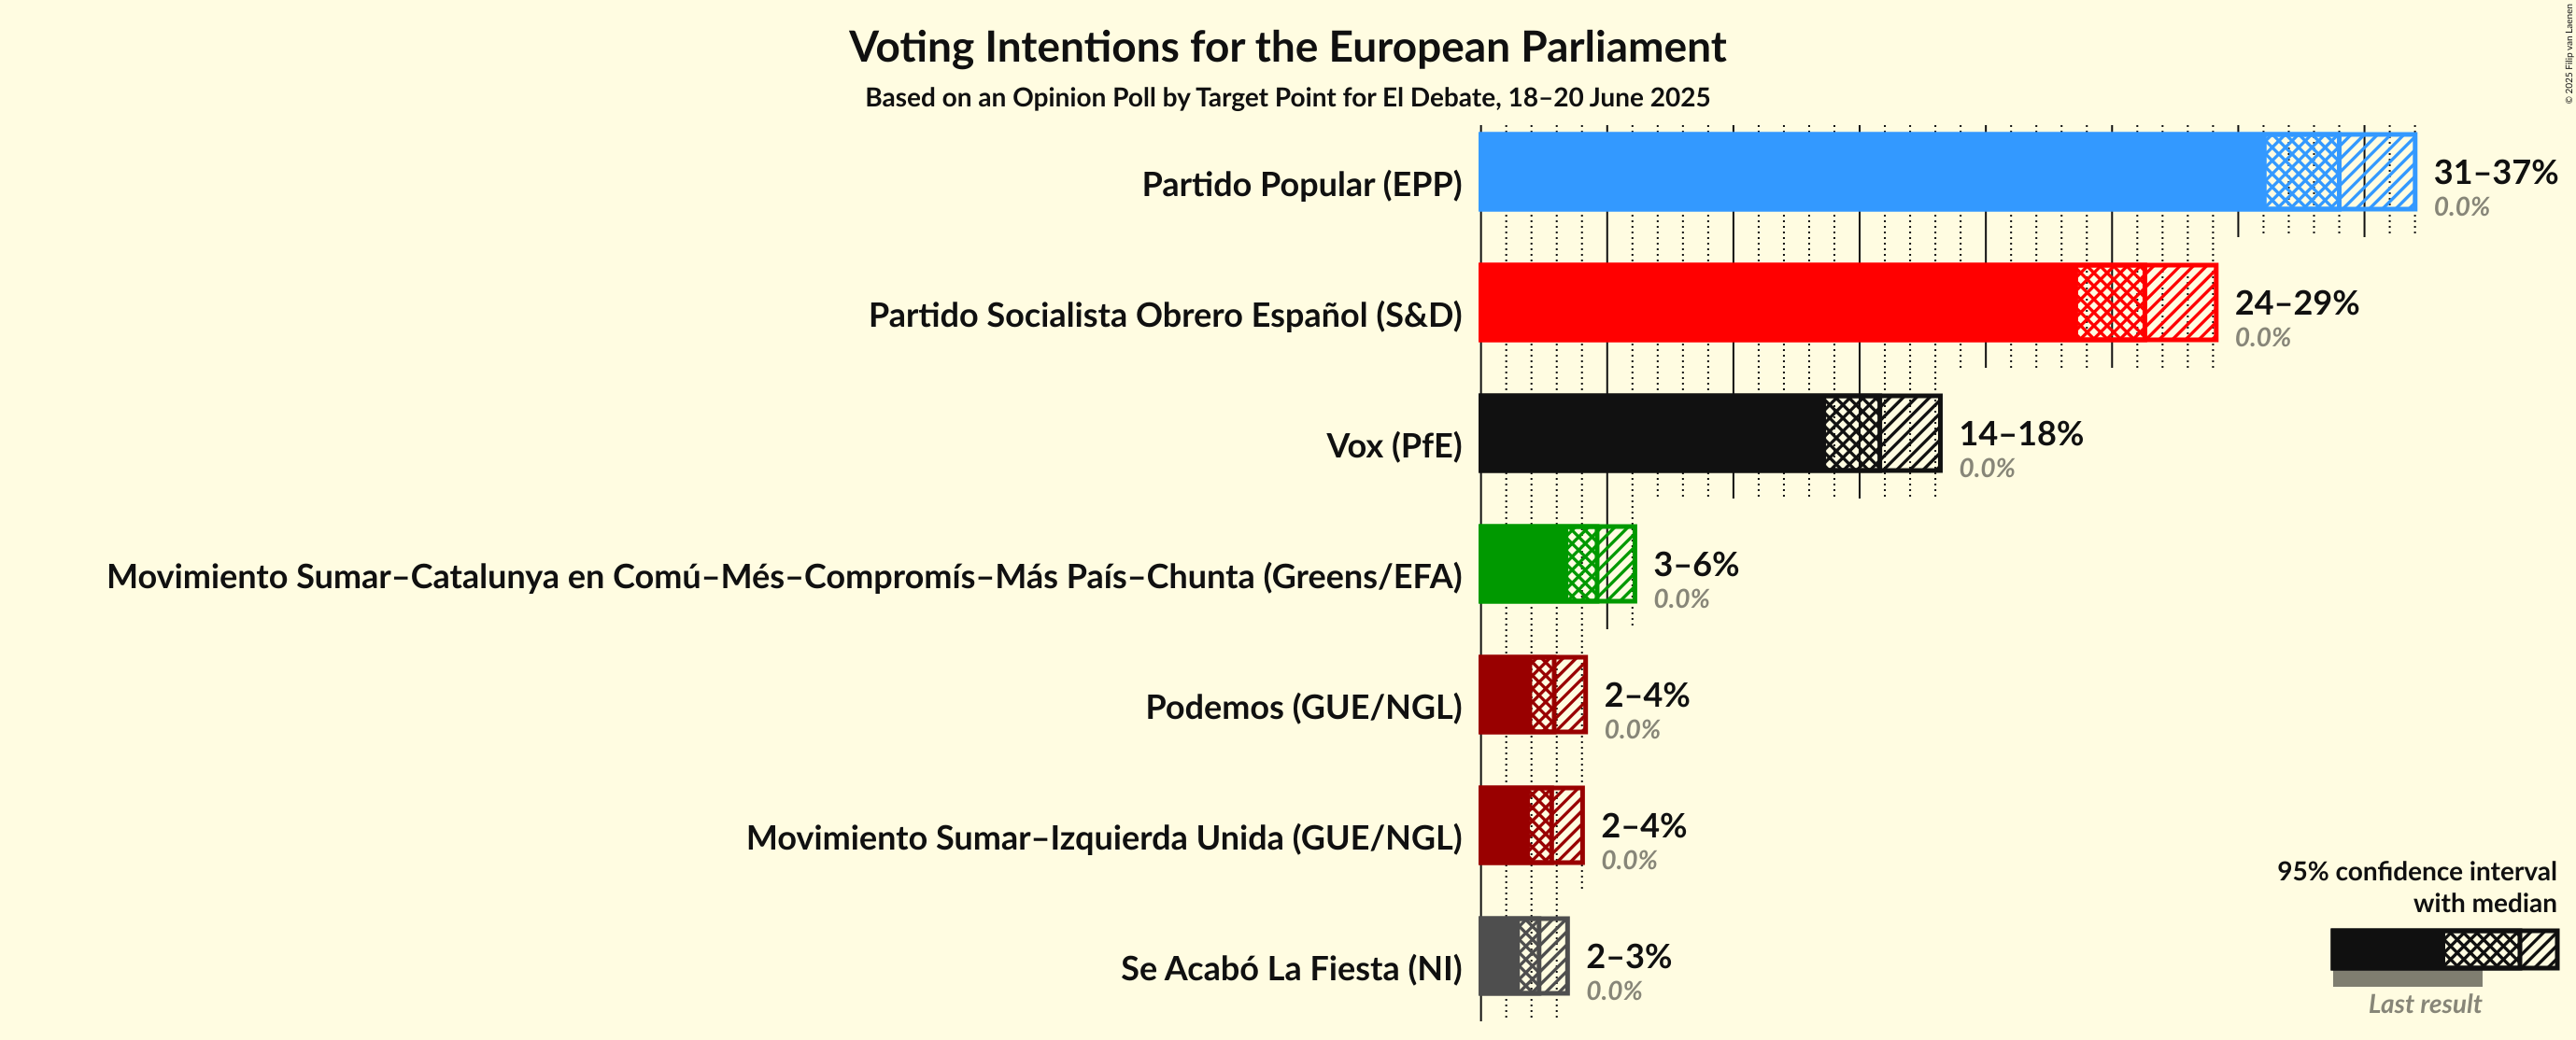 Voting Intentions for the European Parliament
Based on an Opinion Poll by Target Point for El Debate, 18–20 June 2025
© 2025 Filip van Laenen
Partido Popular (EPP)
31–37%
0.0%
Partido Socialista Obrero Español (S&D)
24–29%
0.0%
Vox (PfE)
14–18%
0.0%
Movimiento Sumar–Catalunya en Comú–Més–Compromís–Más País–Chunta (Greens/EFA)
3–6%
0.0%
Podemos (GUE/NGL)
2–4%
0.0%
Movimiento Sumar–Izquierda Unida (GUE/NGL)
2–4%
0.0%
Se Acabó La Fiesta (NI)
2–3%
0.0%
95% confidence interval
with median
Last result